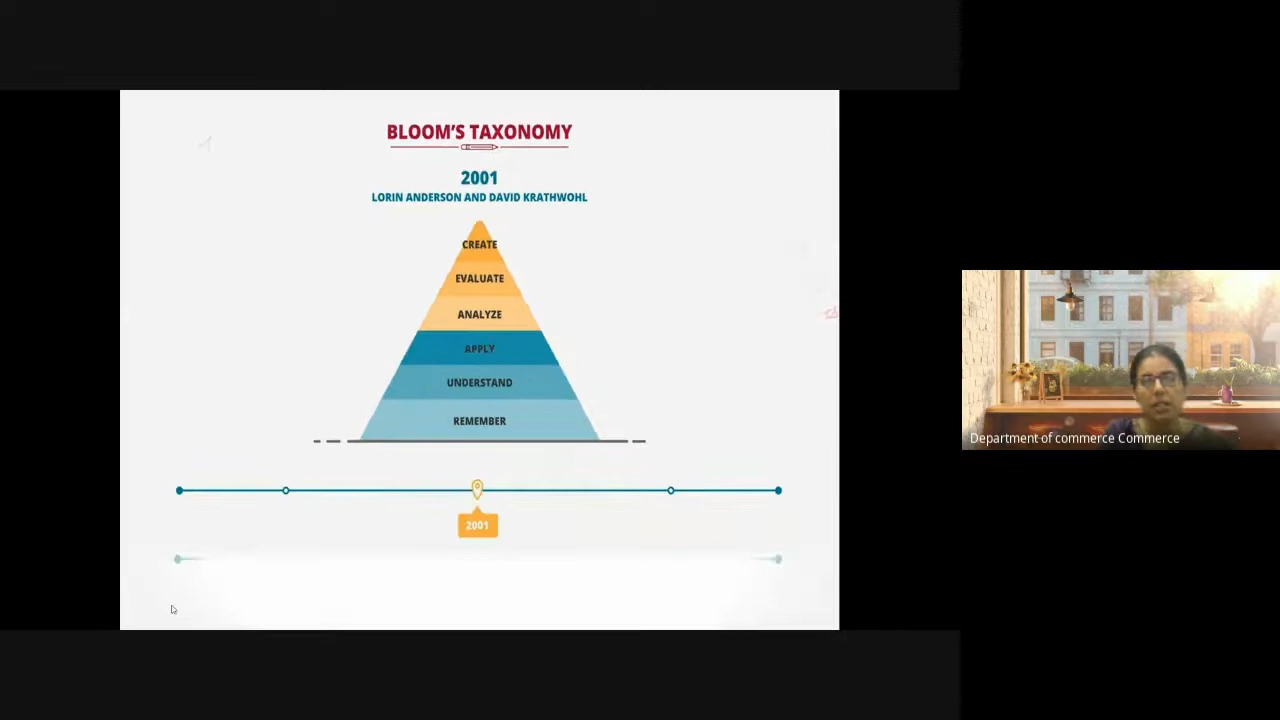 BLOOM'S TAXONOMY
2001
LORIN ANDERSON AND DAVID KRATHWOHL
CREATE
EVALUATE
ANALYZE
APPLY
UNDERSTAND
REMEMBER
2001
Department of commerce Commerce